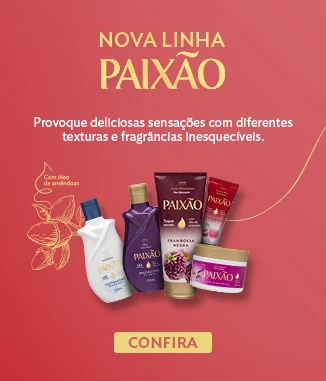 NOVA LINHA
PAIXÃO
Provoque deliciosas sensações com diferentes
texturas e fragrâncias inesquecíveis.
Com óleo
de amêndoas
PAIXÃO
PAIXÃO
PAIXÃO
FRAMBOESA
NEGRA
PAIXÃO
PAIXÃO
CONFIRA